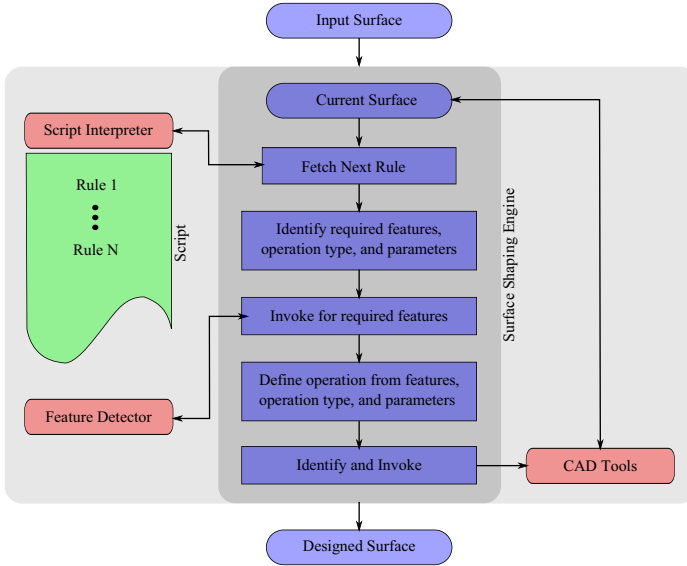 Input Surface
Current Surface
Script Interpreter
Fetch Next Rule
Rule 1
Rule N
Script
Identify required features,
operation type, and parameters
Surface Shaping Engine
Invoke for required features
Define operation from features,
operation type, and parameters
Feature Detector
Identify and Invoke
CAD Tools
Designed Surface